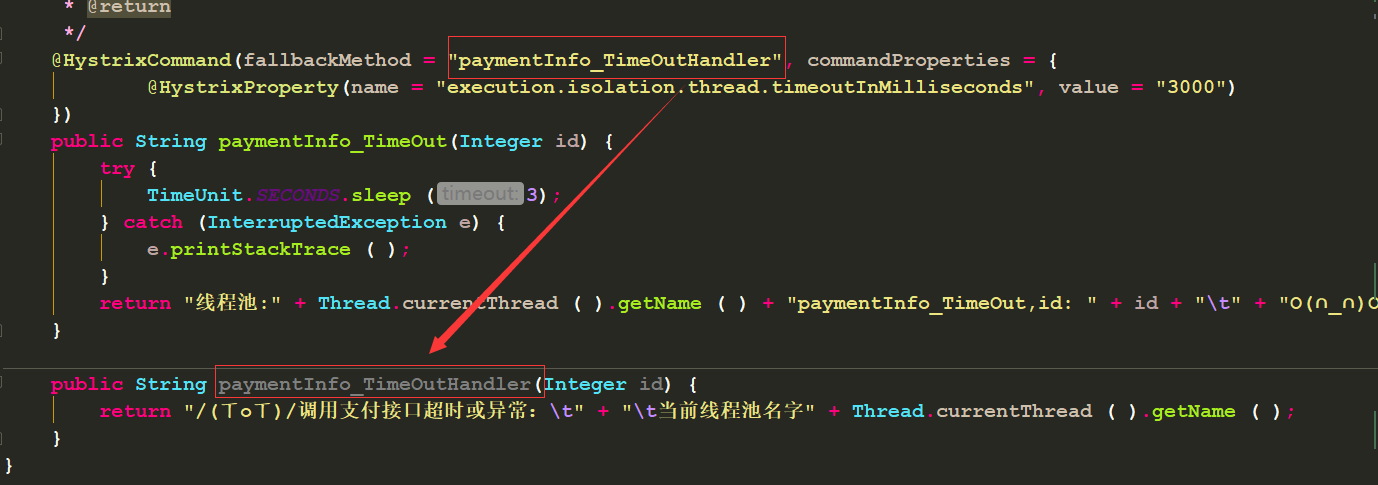 * @return
*/
@HystrixCommand(fallbackMethod = "paymentInfo_TimeOutHandler", commandProperties = {
@HystrixProperty(name = "execution.isolation.thread.timeoutInMilliseconds", value = "3000")
})
public String paymentInfo_TimeOut(Integer id) {
try {
TimeUnit.SECONDS.sleep (timeout: 3);
} catch (InterruptedException e) {
e.printStackTrace ( );
}
return "线程池:" + Thread.currentThread ( ).getName ( ) + "paymentInfo_TimeOut,id: " + id + "\t" + "O(∩_∩)O
}
public String paymentInfo_TimeOutHandler(Integer id) {
return "/(ㄒoㄒ)/调用支付接口超时或异常：\t" + "\t当前线程池名字" + Thread.currentThread ( ).getName ( );
}
}